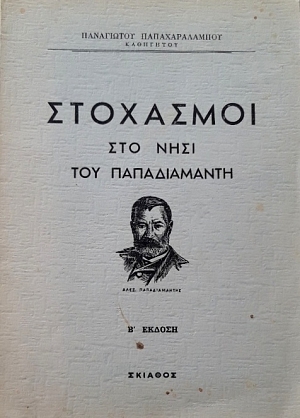 ΠΑΝΑΓΙΩΤΟΥ ΠΑΠΑΧΑΡΑΛΑΜΠΟΥ
ΚΑΘΗΓΗΤΟΥ
ΣΤΟΧΑΣΜΟΙ
ΣΤΟ ΝΗΣΙ
ΤΟΥ ΠΑΠΑΔΙΑΜΑΝΤΗ
ΑΛΕΞ. ΠΑΠΑΔΙΑΜΑΝΤΗΣ
Β' ΕΚΔΟΣΗ
ΣΚΙΑΘΟΣ